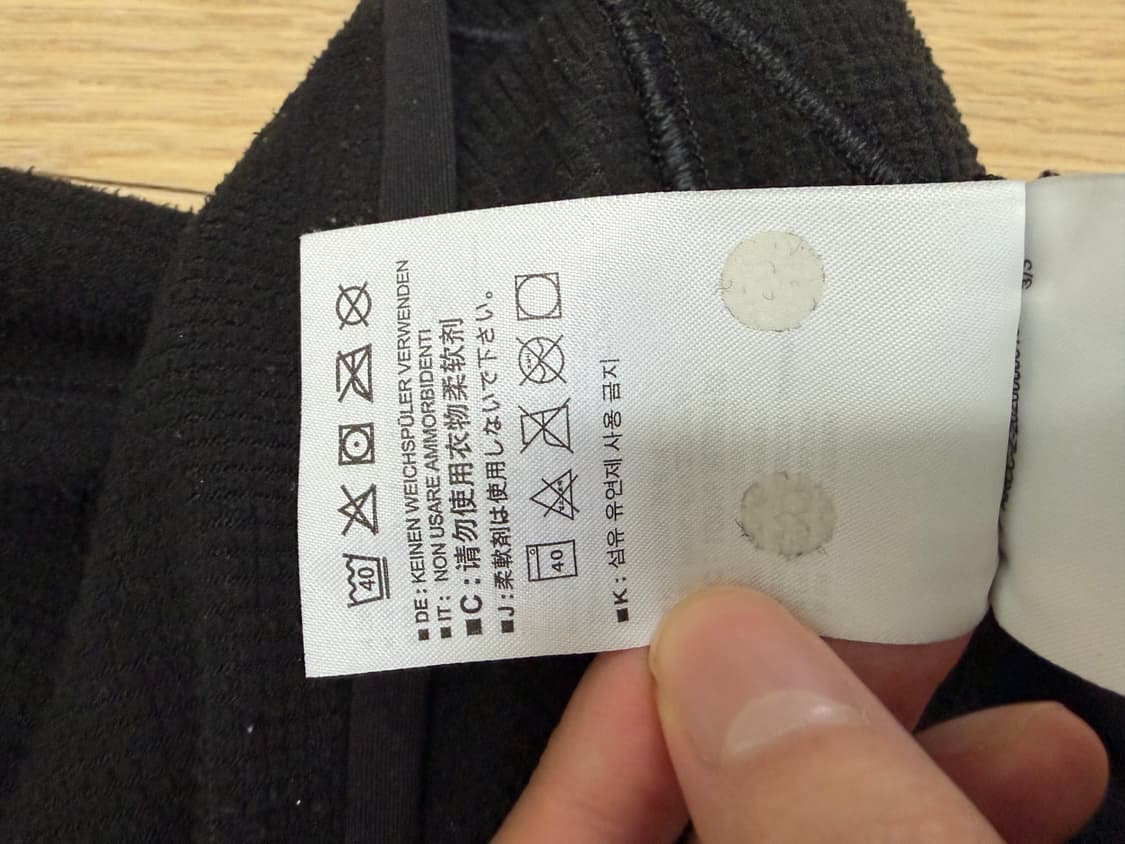 40
■ DE : KEINEN WEICHSPÜLER VERWENDEN
■ IT : NON USARE AMMORBIDENTI
■ C : 请勿使用衣物柔软剂
■ J : 柔軟剤は使用しないで下さい。
40
■ K : 섬유 유연제 사용 금지
3/3